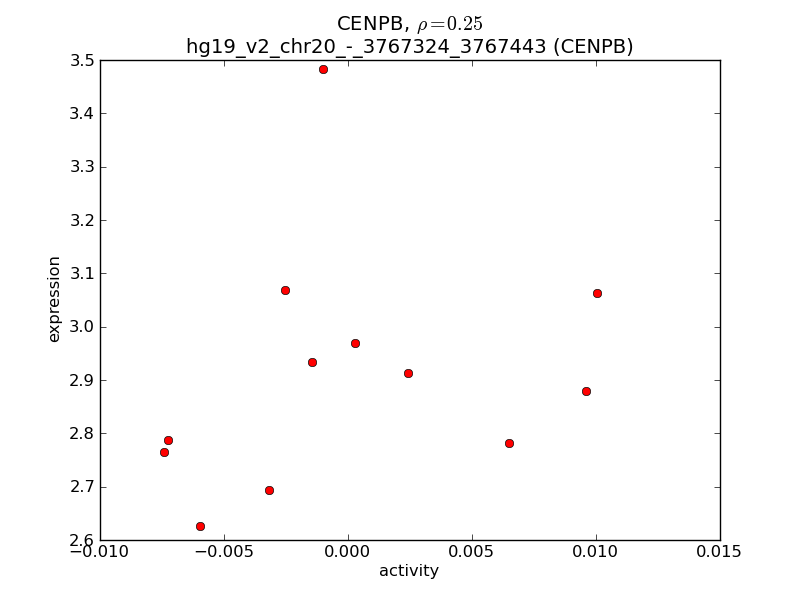 CENPB, ρ=0.25
hg19_v2_chr20_-_3767324_3767443 (CENPB)
3.5
3.4
3.3
3.2
3.1
3.0
2.9
2.8
2.7
2.6
expression
−0.010 −0.005 0.000 0.005 0.010 0.015
activity